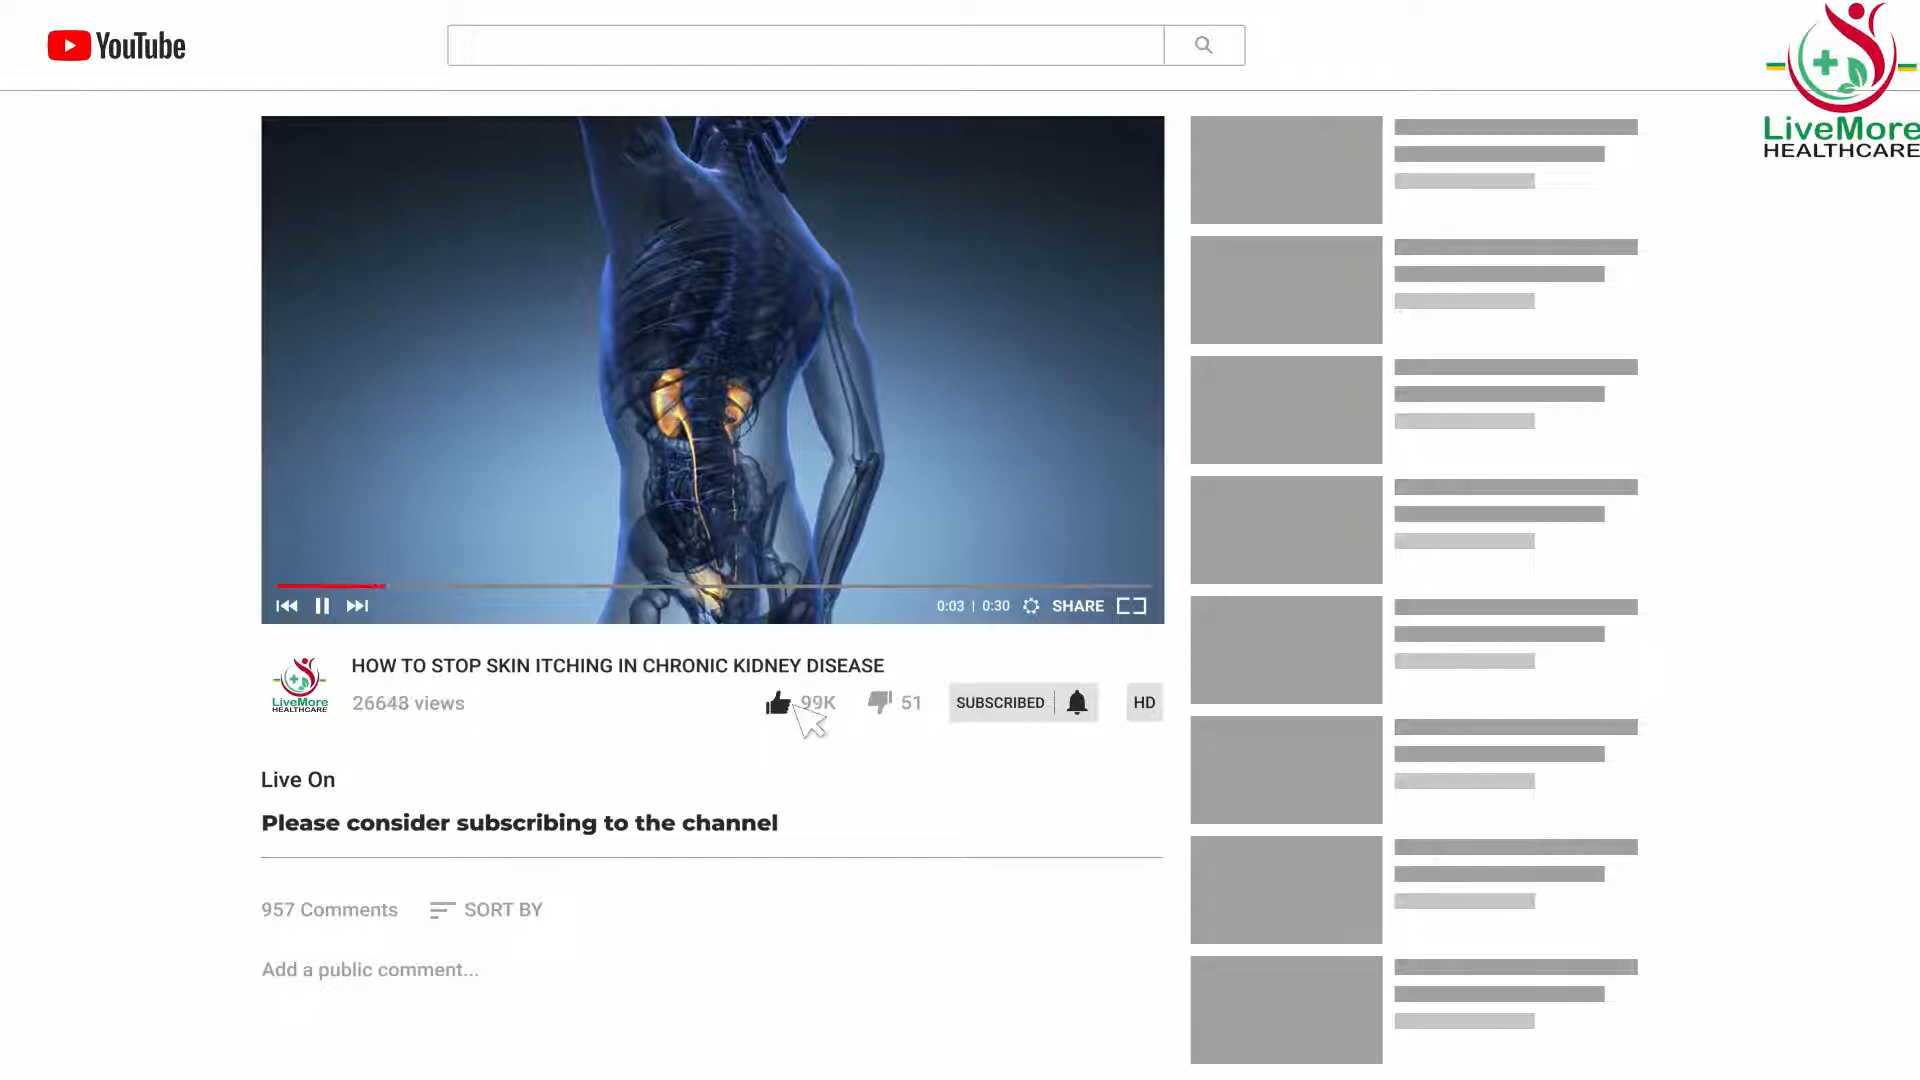 YouTube
LiveMore
HEALTHCARE
0:03 | 0:30 SHARE
HOW TO STOP SKIN ITCHING IN CHRONIC KIDNEY DISEASE
LiveMore
HEALTHCARE
26648 views 99K 51 SUBSCRIBED HD
Live On
Please consider subscribing to the channel
957 Comments SORT BY
Add a public comment...